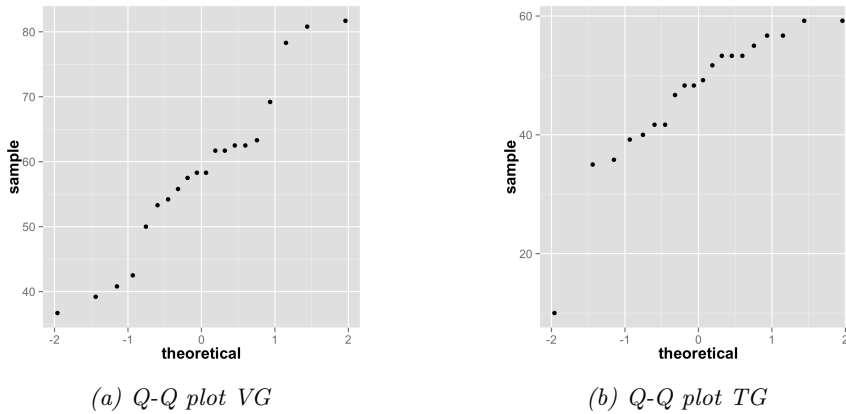 80
70
60
50
40
sample
-2 -1 0 1 2
theoretical
(a) Q-Q plot VG
60
40
20
sample
-2 -1 0 1 2
theoretical
(b) Q-Q plot TG